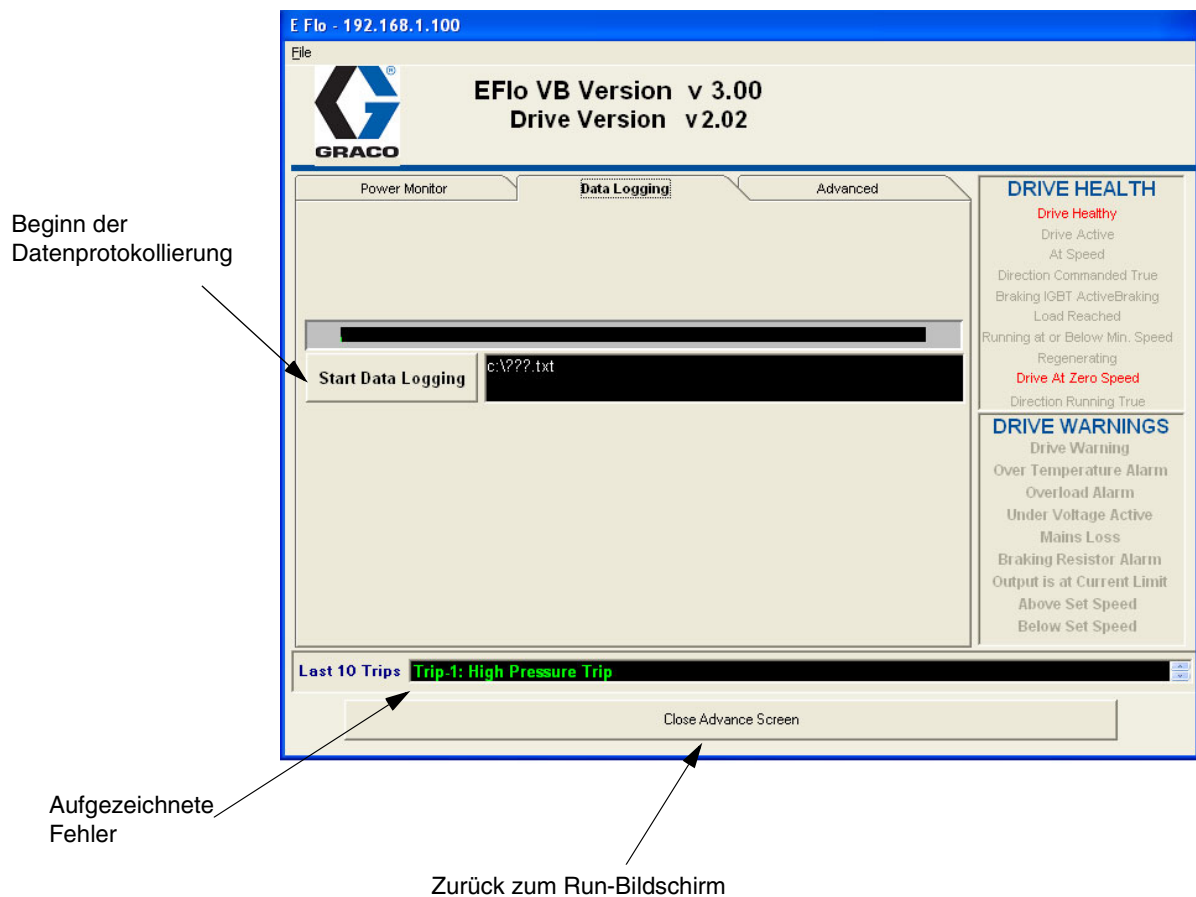 E Flo - 192.168.1.100
File
GRACO
®
EFlo VB Version v 3.00
Drive Version v2.02
Power Monitor
Data Logging
Advanced
Beginn der
Datenprotokollierung
Start Data Logging
c:\???.txt
DRIVE HEALTH
Drive Healthy
Drive Active
At Speed
Direction Commanded True
Braking IGBT ActiveBraking
Load Reached
Running at or Below Min. Speed
Regenerating
Drive At Zero Speed
Direction Running True
DRIVE WARNINGS
Drive Warning
Over Temperature Alarm
Overload Alarm
Under Voltage Active
Mains Loss
Braking Resistor Alarm
Output is at Current Limit
Above Set Speed
Below Set Speed
Last 10 Trips
Trip-1: High Pressure Trip
Close Advance Screen
Aufgezeichnete
Fehler
Zurück zum Run-Bildschirm